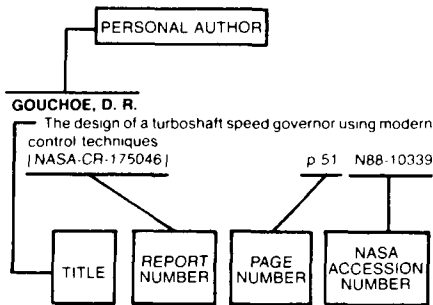 PERSONAL AUTHOR
GOUCHOE, D. R.
The design of a turboshaft speed governor using modern
control techniques
[NASA-CR-175046] p 51 N88-10339
TITLE
REPORT
NUMBER
PAGE
NUMBER
NASA
ACCESSION
NUMBER